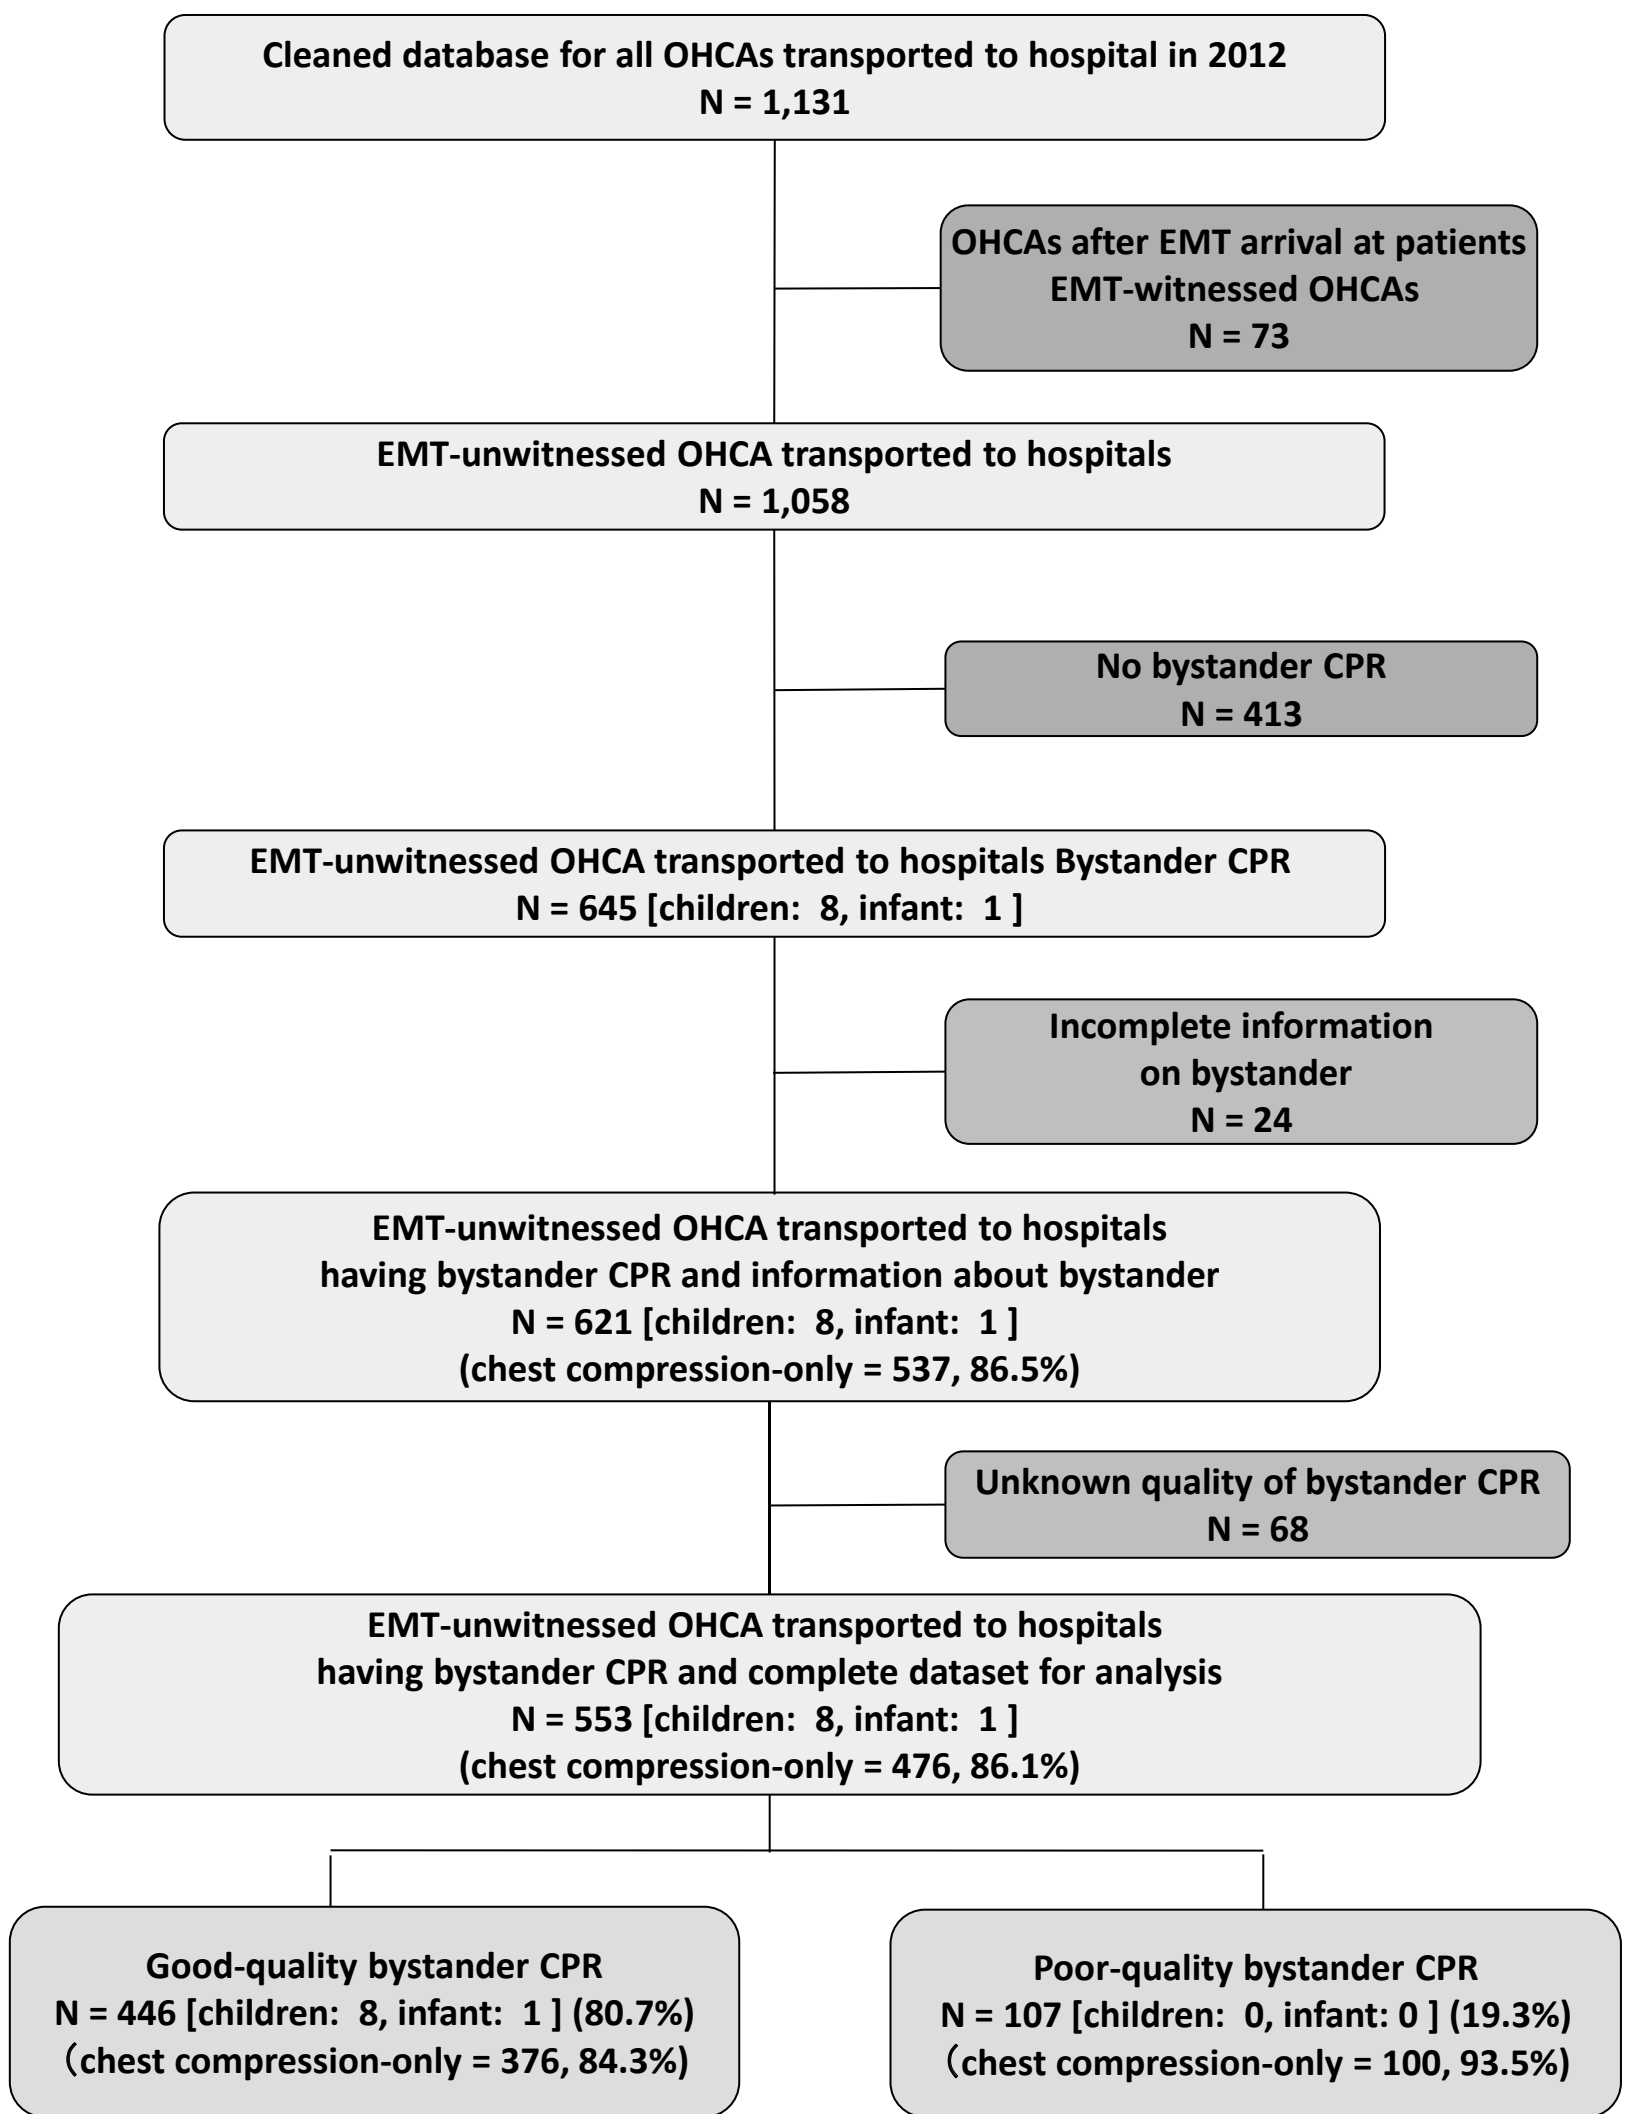 Cleaned database for all OHCAs transported to hospital in 2012
N = 1,131
OHCAs after EMT arrival at patients
EMT-witnessed OHCAs
N = 73
EMT-unwitnessed OHCA transported to hospitals
N = 1,058
No bystander CPR
N = 413
EMT-unwitnessed OHCA transported to hospitals Bystander CPR
N = 645 [children:  8, infant:  1 ]
Incomplete information
on bystander
N = 24
EMT-unwitnessed OHCA transported to hospitals
having bystander CPR and information about bystander
N = 621 [children:  8, infant:  1 ]
(chest compression-only = 537, 86.5%)
Unknown quality of bystander CPR
N = 68
EMT-unwitnessed OHCA transported to hospitals
having bystander CPR and complete dataset for analysis
N = 553 [children:  8, infant:  1 ]
(chest compression-only = 476, 86.1%)
Good-quality bystander CPR
N = 446 [children:  8, infant:  1 ] (80.7%)
（chest compression-only = 376, 84.3%)
Poor-quality bystander CPR
N = 107 [children:  0, infant: 0 ] (19.3%)
（chest compression-only = 100, 93.5%)